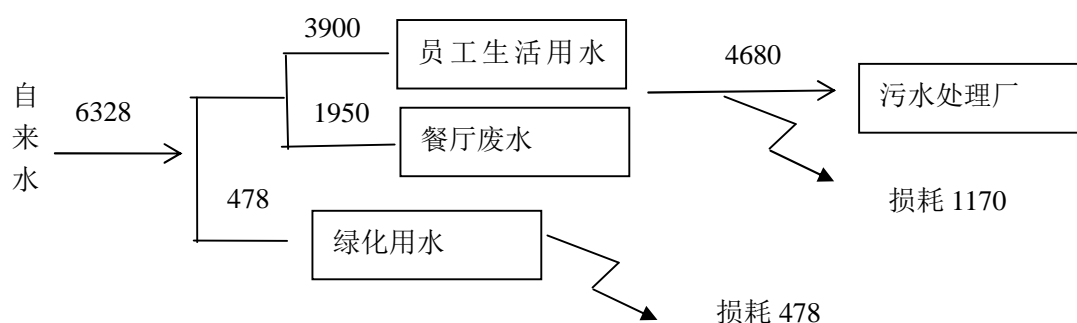 3900
员工生活用水
4680
污水处理厂
自来水
6328
1950
餐厅废水
损耗 1170
478
绿化用水
损耗 478